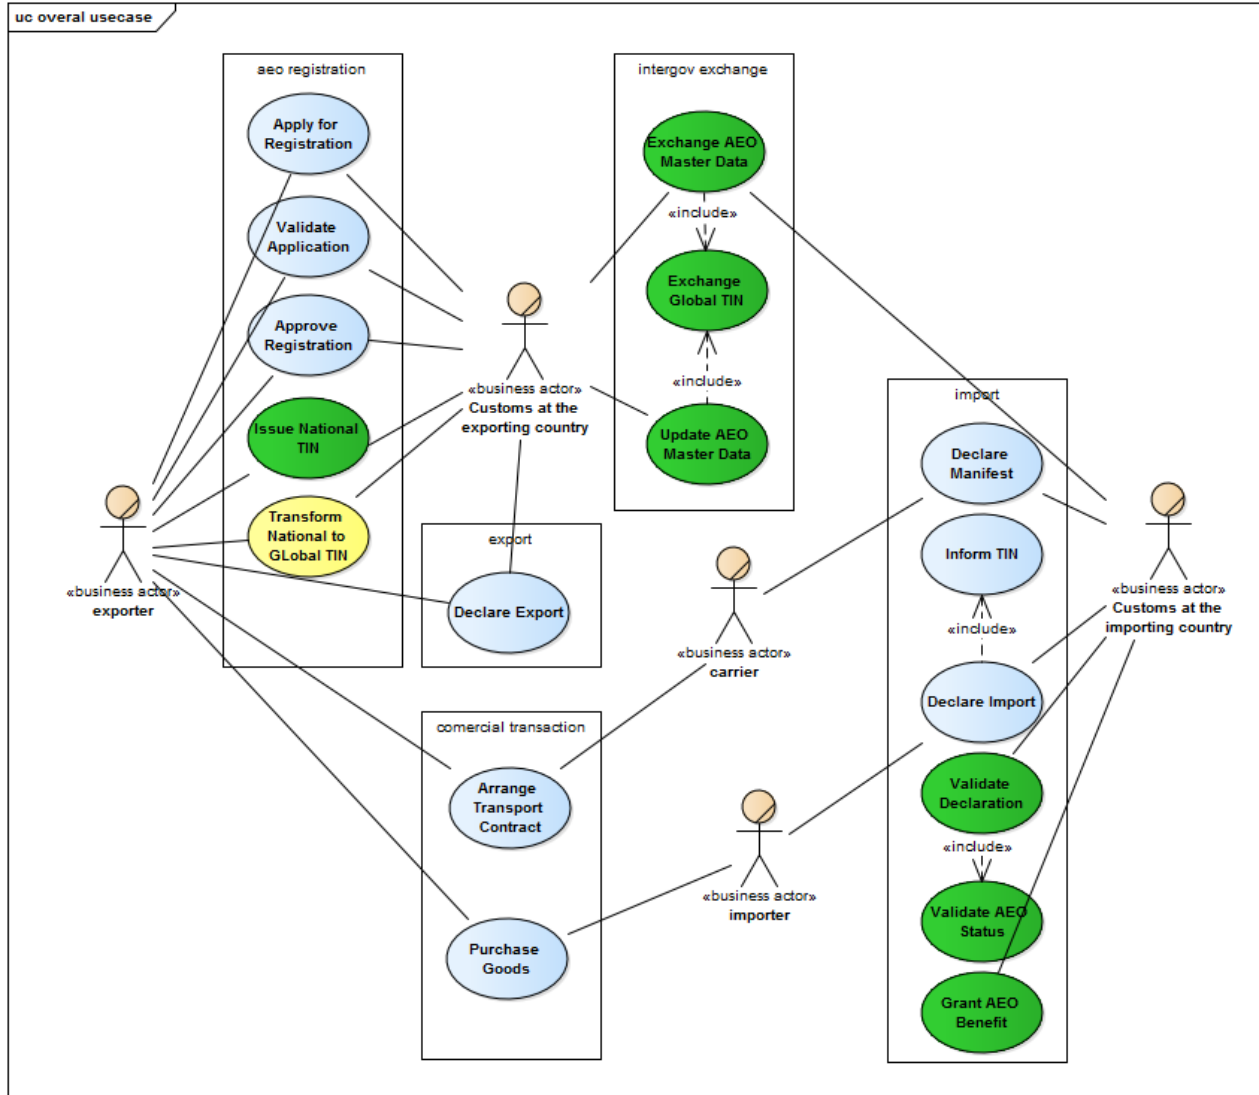 uc overal usecase
aeo registration
Apply for
Registration
Validate
Application
Approve
Registration
Issue National
TIN
Transform
National to
GLobal TIN
intergov exchange
Exchange AEO
Master Data
«include»
Exchange
Global TIN
«include»
Update AEO
Master Data
«business actor»
Customs at the
exporting country
«business actor»
exporter
export
Declare Export
comercial transaction
Arrange
Transport
Contract
Purchase
Goods
«business actor»
carrier
«business actor»
importer
import
Declare
Manifest
Inform TIN
«include»
Declare Import
Validate
Declaration
«include»
Validate AEO
Status
Grant AEO
Benefit
«business actor»
Customs at the
importing country